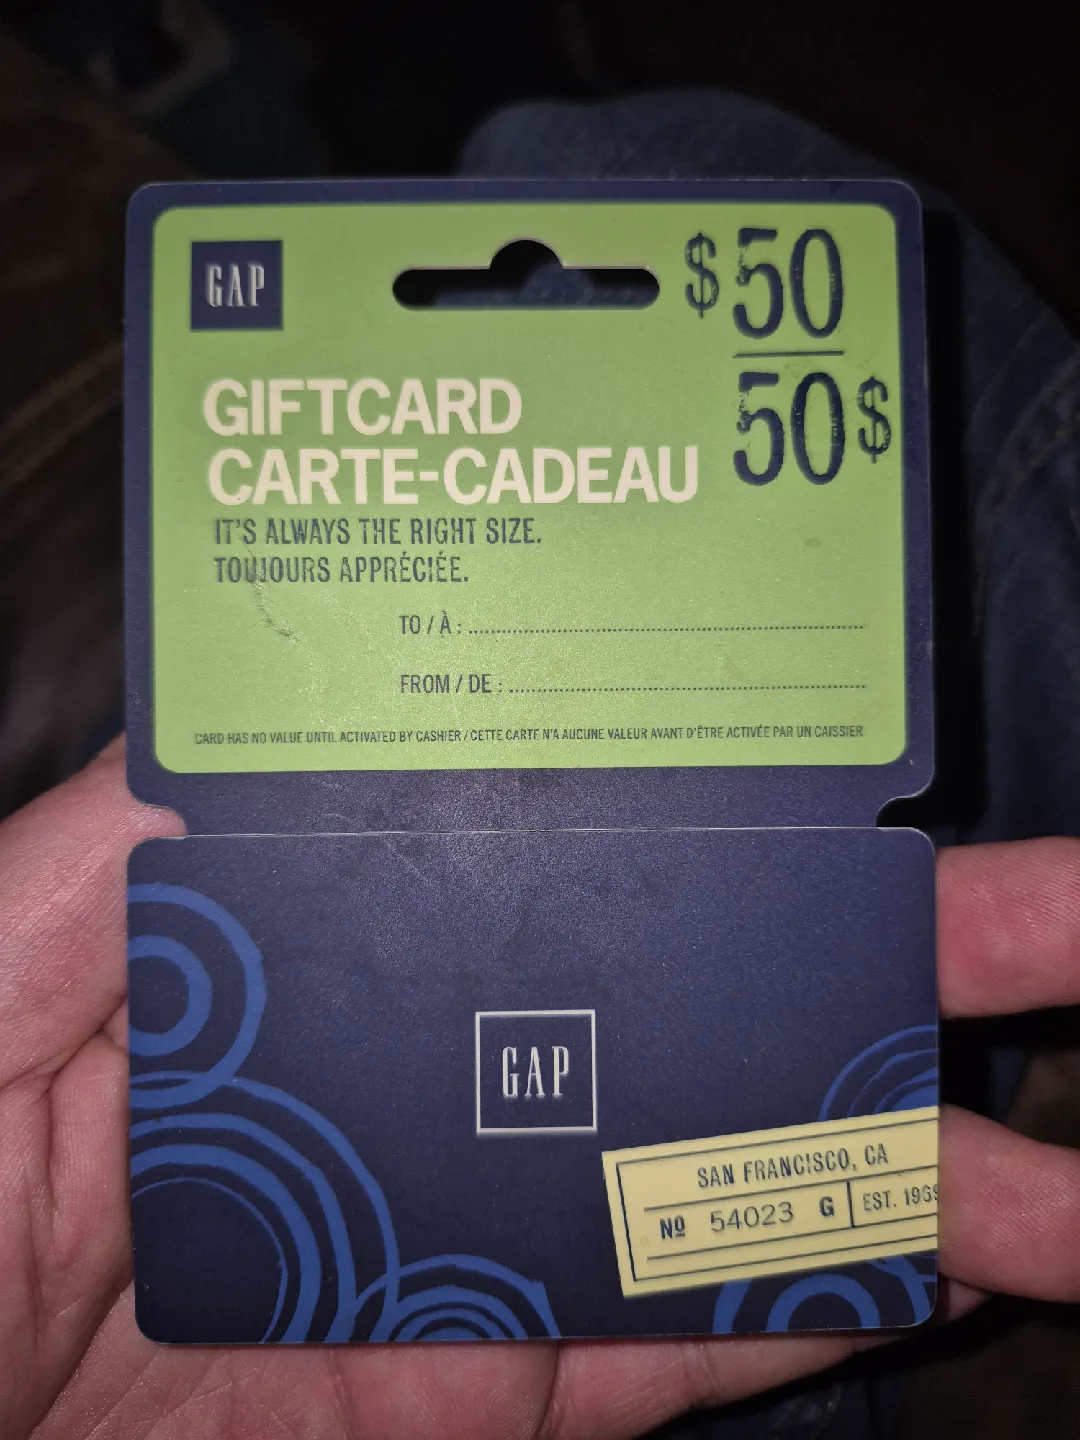 GAP
$50
50$
GIFTCARD
CARTE-CADEAU
IT'S ALWAYS THE RIGHT SIZE.
TOUJOURS APPRÉCIÉE.
TO / À :
FROM / DE :
CARD HAS NO VALUE UNTIL ACTIVATED BY CASHIER / CETTE CARTE N'A AUCUNE VALEUR AVANT D'ÊTRE ACTIVÉE PAR UN CAISSIER
GAP
SAN FRANCISCO, CA
Nº 54023 G EST. 1969